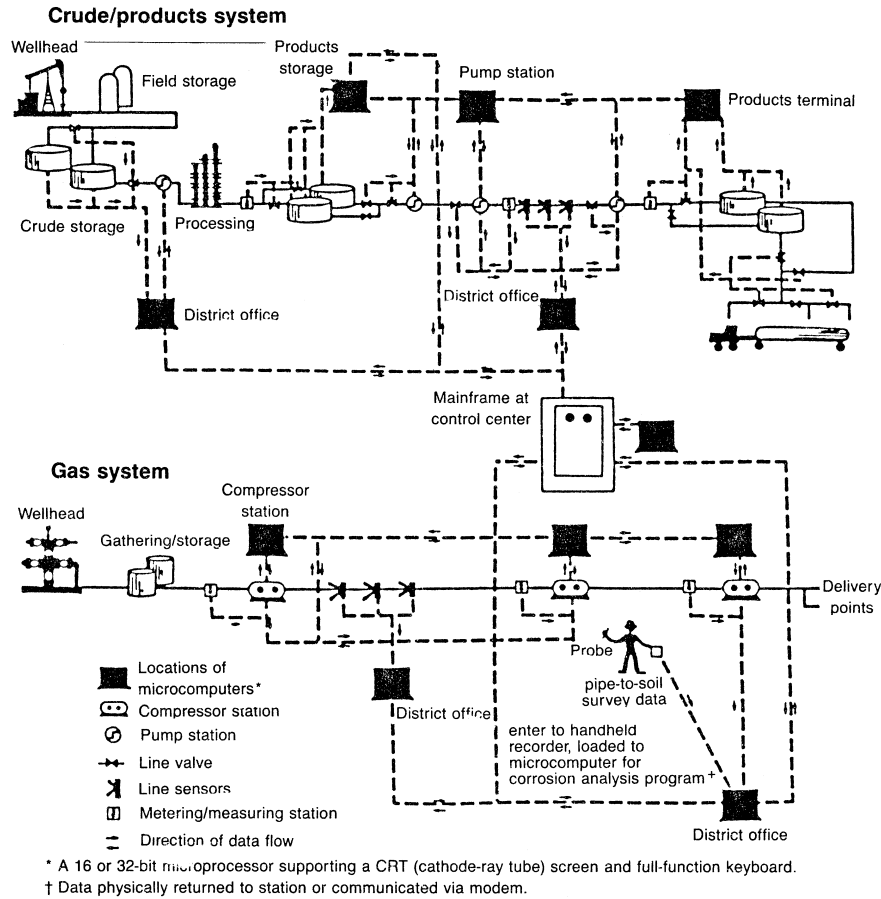 Crude/products system
Wellhead
Field storage
Products
storage
Pump station
Products terminal
Crude storage
Processing
District office
District office
Mainframe at
control center
Gas system
Wellhead
Gathering/storage
Compressor
station
Delivery
points
Probe
pipe-to-soil
survey data
District office
enter to handheld
recorder, loaded to
microcomputer for
corrosion analysis program†
District office
Locations of
microcomputers*
Compressor station
Pump station
Line valve
Line sensors
Metering/measuring station
Direction of data flow
* A 16 or 32-bit microprocessor supporting a CRT (cathode-ray tube) screen and full-function keyboard.
† Data physically returned to station or communicated via modem.